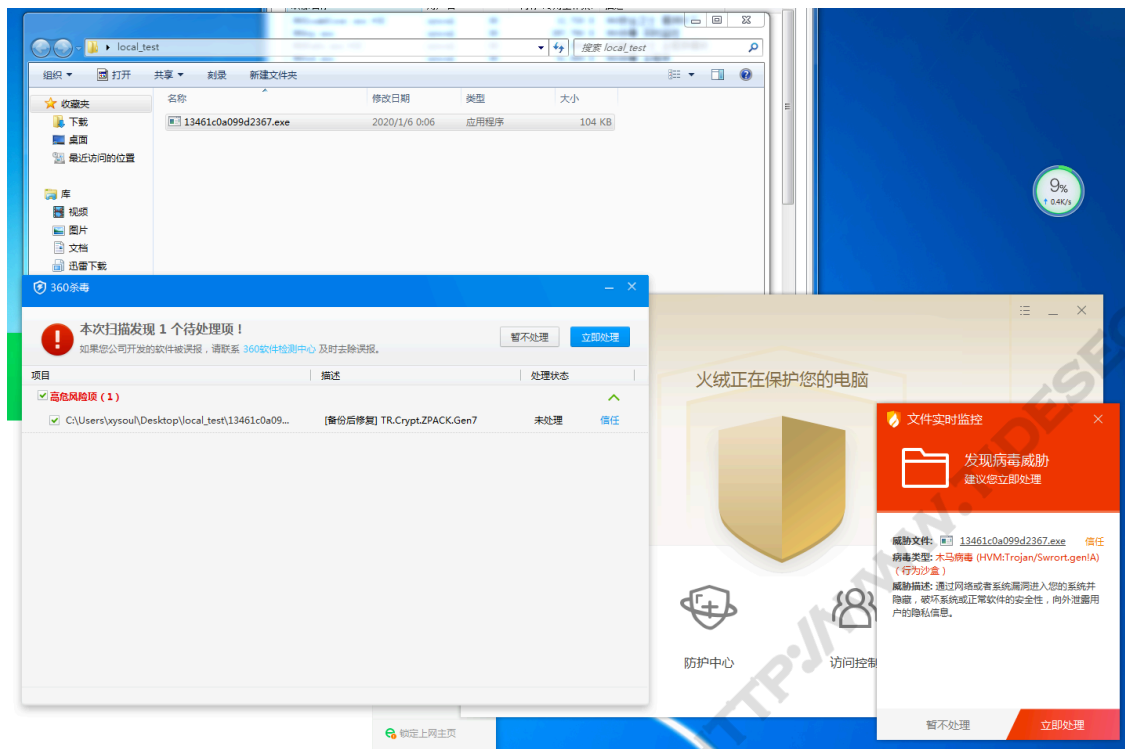 local_test
搜索 local_test
组织 打开 共享 刻录 新建文件夹
收藏夹
下载
桌面
最近访问的位置
库
视频
图片
文档
迅雷下载
名称 修改日期 类型 大小
13461c0a099d2367.exe 2020/1/6 0:06 应用程序 104 KB
9%
0.4K/s
360杀毒
本次扫描发现 1 个待处理项！
如果您公司开发的软件被误报，请联系 360软件检测中心 及时去除误报。
暂不处理 立即处理
项目 描述 处理状态
高危风险项（1）
C:\Users\xysoul\Desktop\local_test\13461c0a09... [备份后修复] TR.Crypt.ZPACK.Gen7 未处理 信任
火绒正在保护您的电脑
防护中心
访问控制
文件实时监控
发现病毒威胁
建议您立即处理
威胁文件: 13461c0a099d2367.exe 信任
病毒类型: 木马病毒 (HVM:Trojan/Swrort.gen!A)
（行为沙盒）
威胁描述: 通过网络或者系统漏洞进入您的系统并
隐藏，破坏系统或正常软件的安全性，向外泄露用
户的隐私信息。
暂不处理 立即处理
锁定上网主页